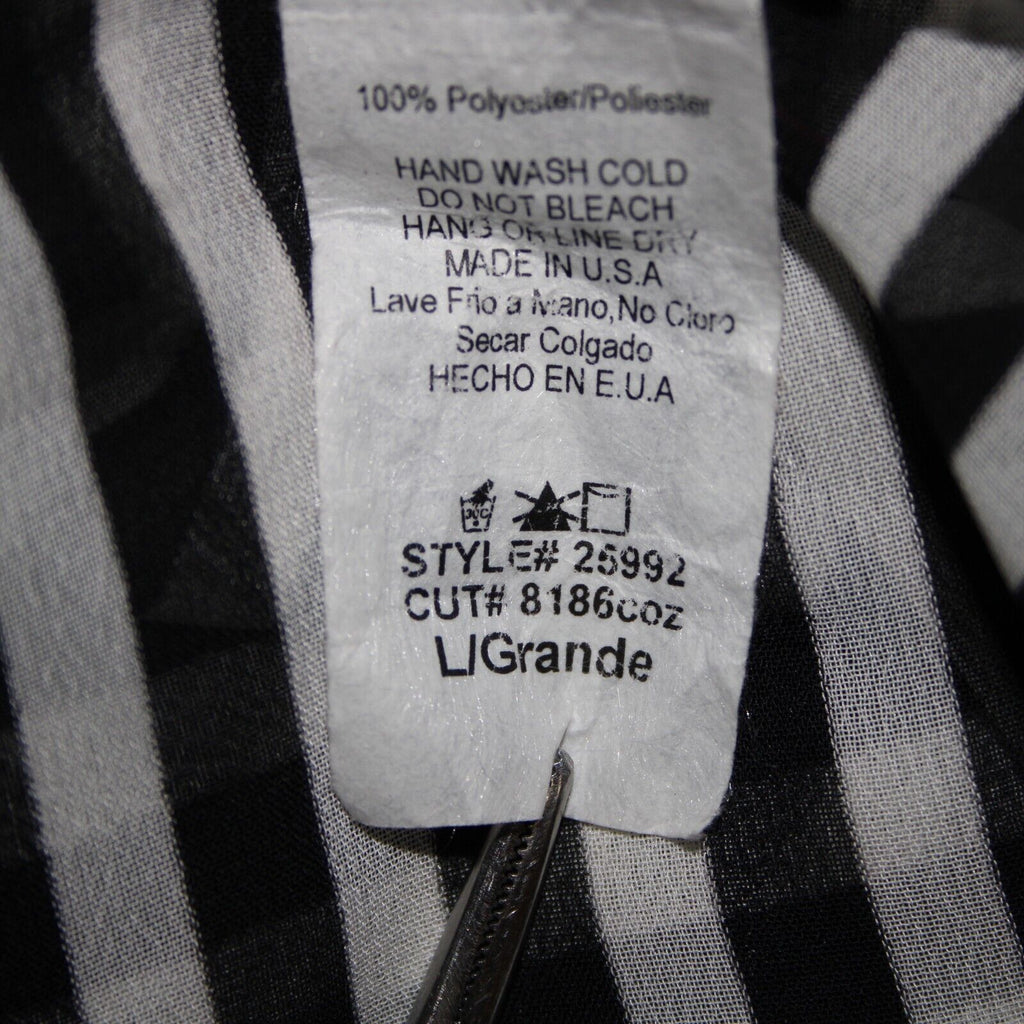 100% Polyester/Poliester
HAND WASH COLD
DO NOT BLEACH
HANG OR LINE DRY
MADE IN U.S.A
Lave Frio a Mano,No Cloro
Secar Colgado
HECHO EN E.U.A
30C
STYLE# 25992
CUT# 8186coz
L/Grande